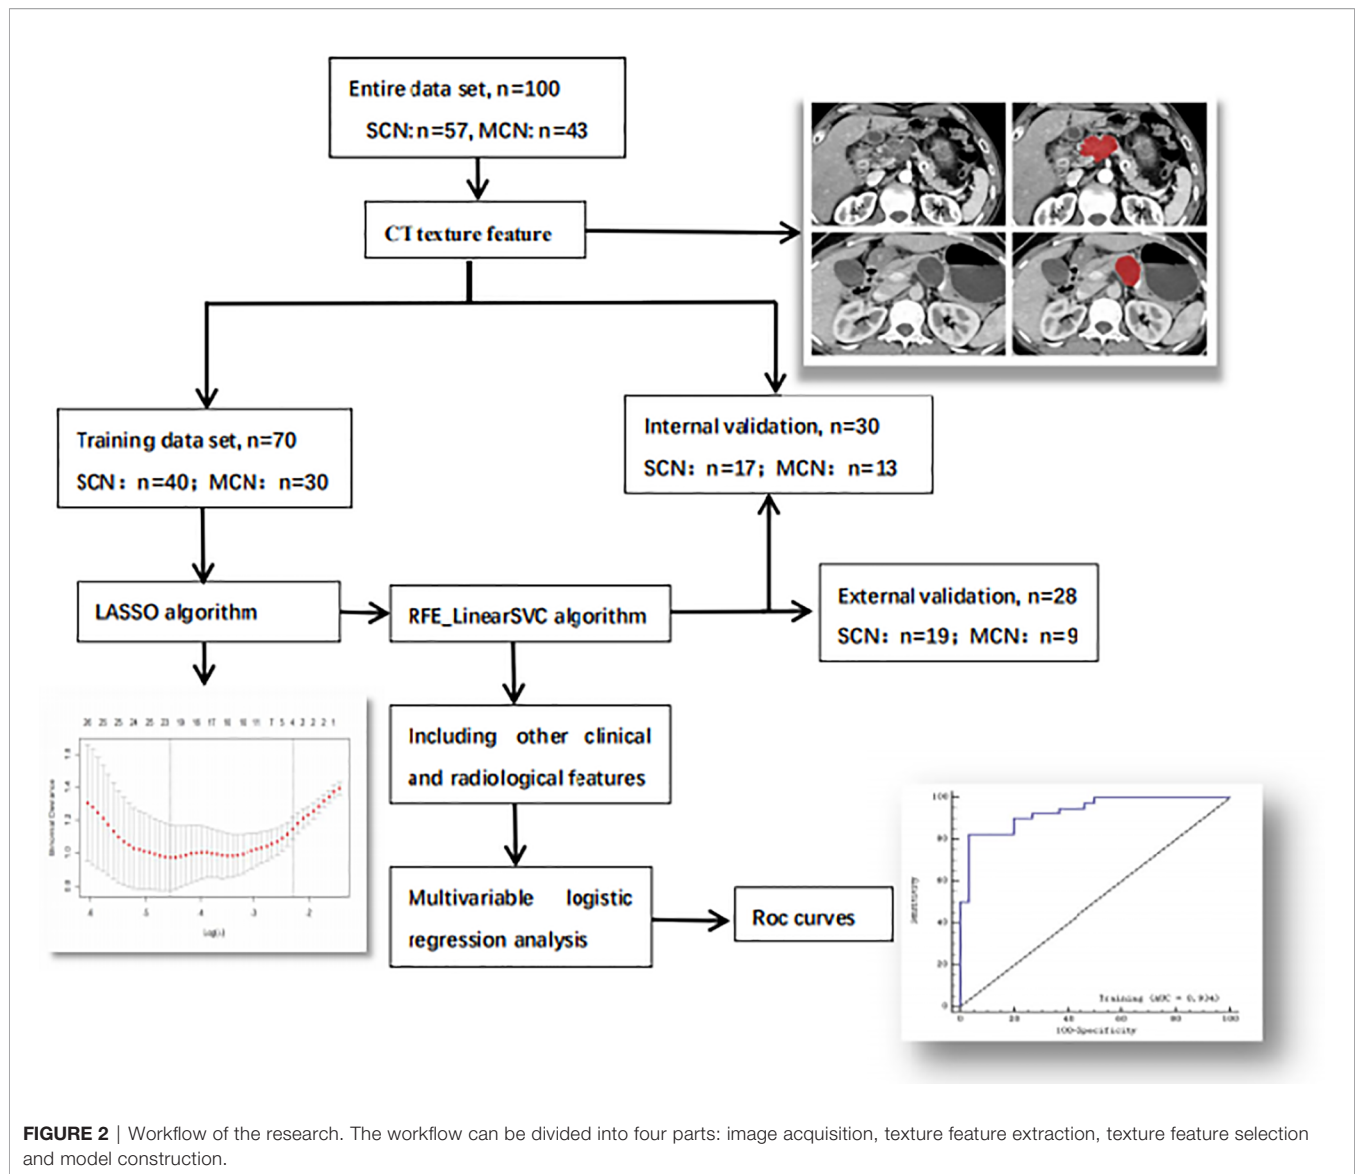 Entire data set, n=100
SCN: n=57, MCN: n=43
CT texture feature
Training data set, n=70
SCN: n=40; MCN: n=30
Internal validation, n=30
SCN: n=17; MCN: n=13
LASSO algorithm
RFE_LinearSVC algorithm
External validation, n=28
SCN: n=19; MCN: n=9
Including other clinical
and radiological features
Multivariable logistic
regression analysis
Roc curves
Binomial Deviance
Log(λ)
100
80
60
40
20
0
Sensitivity
Training (AUC = 0.934)
0 20 40 60 80 100
100-Specificity
FIGURE 2 | Workflow of the research. The workflow can be divided into four parts: image acquisition, texture feature extraction, texture feature selection
and model construction.